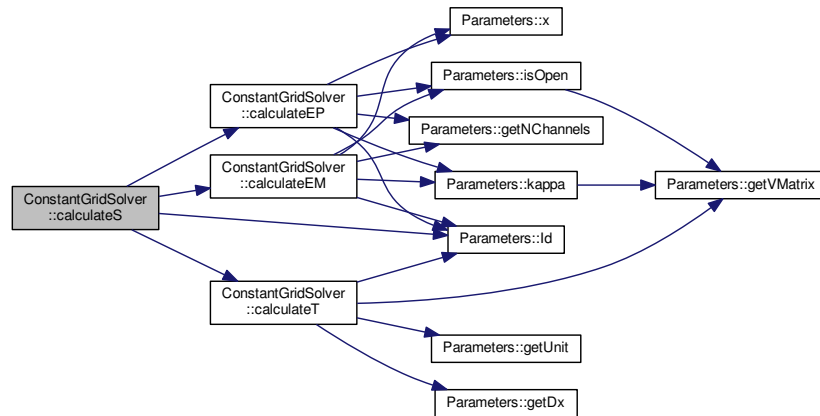 Parameters::x
Parameters::isOpen
ConstantGridSolver
::calculateEP
Parameters::getNChannels
ConstantGridSolver
::calculateEM
Parameters::kappa
Parameters::getVMatrix
ConstantGridSolver
::calculateS
Parameters::Id
ConstantGridSolver
::calculateT
Parameters::getUnit
Parameters::getDx